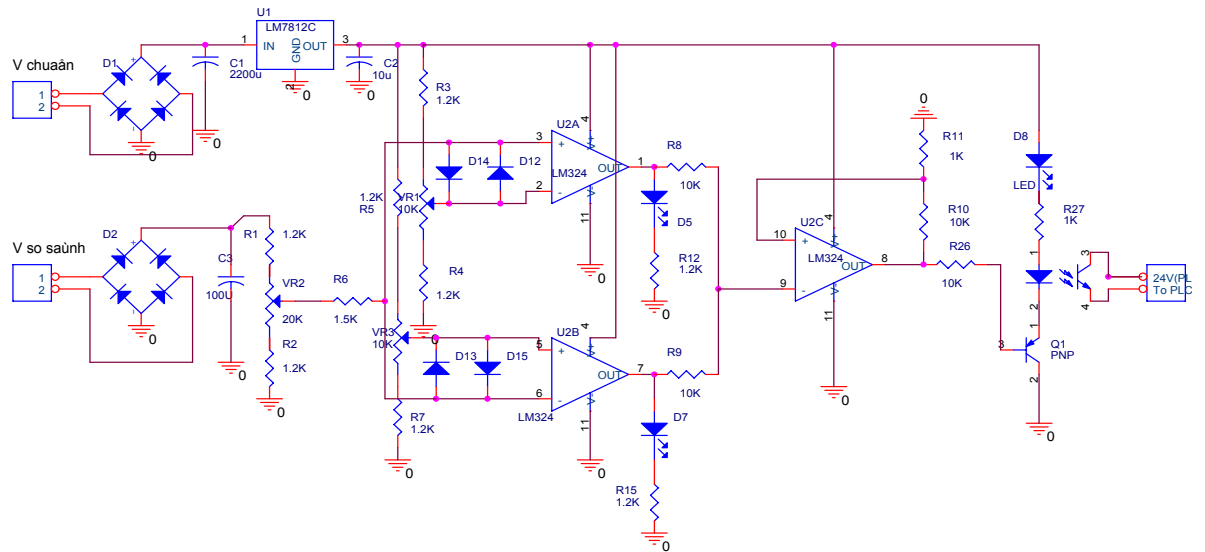 U1
LM7812C
1
IN
OUT
3
GND
2
0
V chuaån
D1
+
-
1
2
0
C1
2200u
0
C2
10u
0
R3
1.2K
U2A
3
+
2
-
4
V+
V-
11
OUT
1
LM324
0
D14
D12
1.2K
R5
VR1
10K
R8
10K
D5
R12
1.2K
0
0
R11
1K
R10
10K
U2C
10
+
9
-
4
V+
V-
11
OUT
8
LM324
0
R26
10K
D8
LED
R27
1K
1
2
3
4
24V(PL
To PLC
3
1
2
Q1
PNP
0
V so saùnh
D2
+
-
1
2
0
C3
100U
0
R1
1.2K
VR2
20K
R2
1.2K
0
R6
1.5K
R4
1.2K
0
VR3
10K
R7
1.2K
0
D13
D15
U2B
5
+
6
-
4
V+
V-
11
OUT
7
LM324
0
R9
10K
D7
R15
1.2K
0